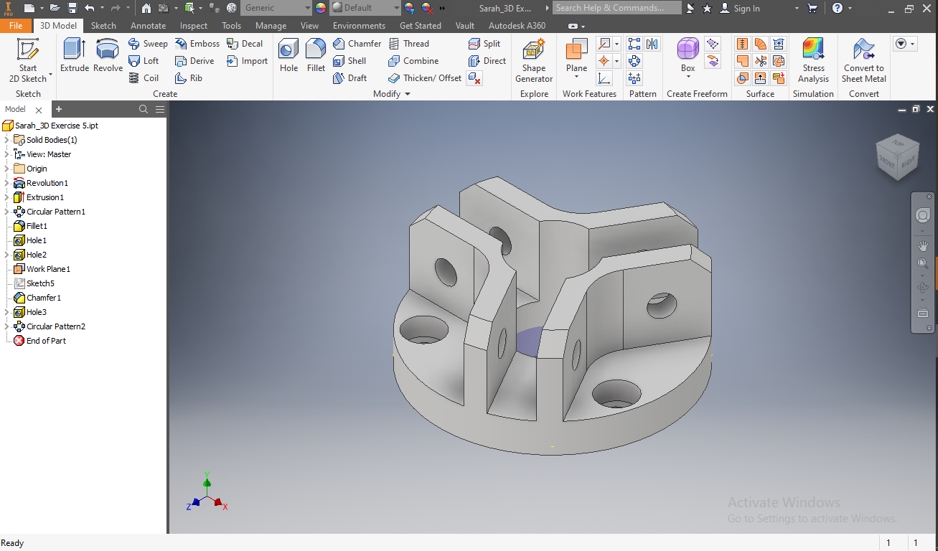 PRO
Generic
Default
Sarah_3D Ex...
Search Help & Commands...
Sign In
File 3D Model Sketch Annotate Inspect Tools Manage View Environments Get Started Vault Autodesk A360
Start
2D Sketch
Extrude
Revolve
Sweep
Emboss
Decal
Loft
Derive
Import
Coil
Rib
Hole
Fillet
Chamfer
Thread
Split
Shell
Combine
Direct
Draft
Thicken/ Offset
Shape
Generator
Plane
Box
Stress
Analysis
Convert to
Sheet Metal
Sketch Create Modify Explore Work Features Pattern Create Freeform Surface Simulation Convert
Model
Sarah_3D Exercise 5.ipt
Solid Bodies(1)
View: Master
Origin
Revolution1
Extrusion1
Circular Pattern1
Fillet1
Hole1
Hole2
Work Plane1
Sketch5
Chamfer1
Hole3
Circular Pattern2
End of Part
TOP
FRONT
RIGHT
Y
Z
X
Activate Windows
Go to Settings to activate Windows.
Ready
1 1